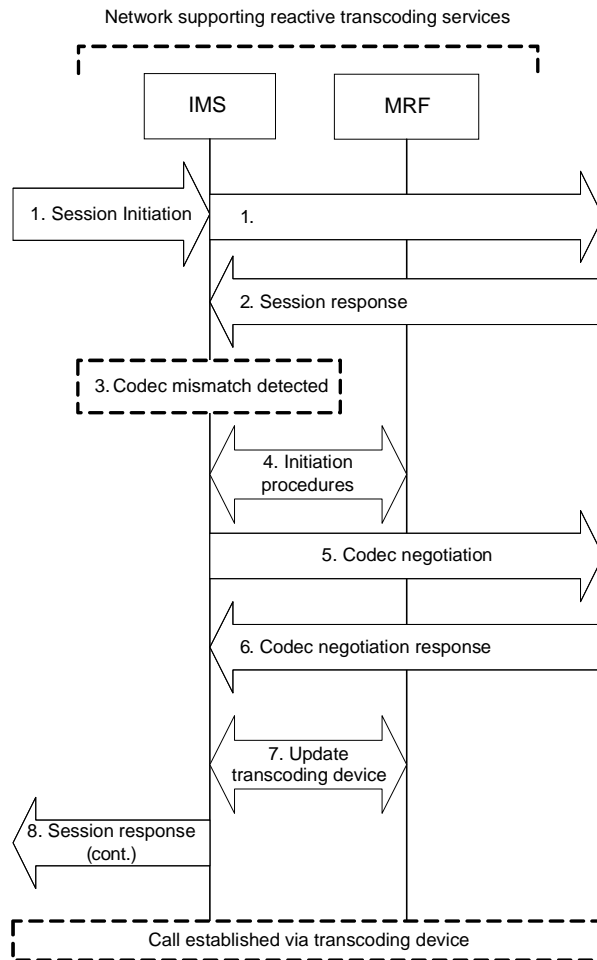 Network supporting reactive transcoding services
IMS
MRF
1. Session Initiation
1.
2. Session response
3. Codec mismatch detected
4. Initiation
procedures
5. Codec negotiation
6. Codec negotiation response
7. Update
transcoding device
8. Session response
(cont.)
Call established via transcoding device